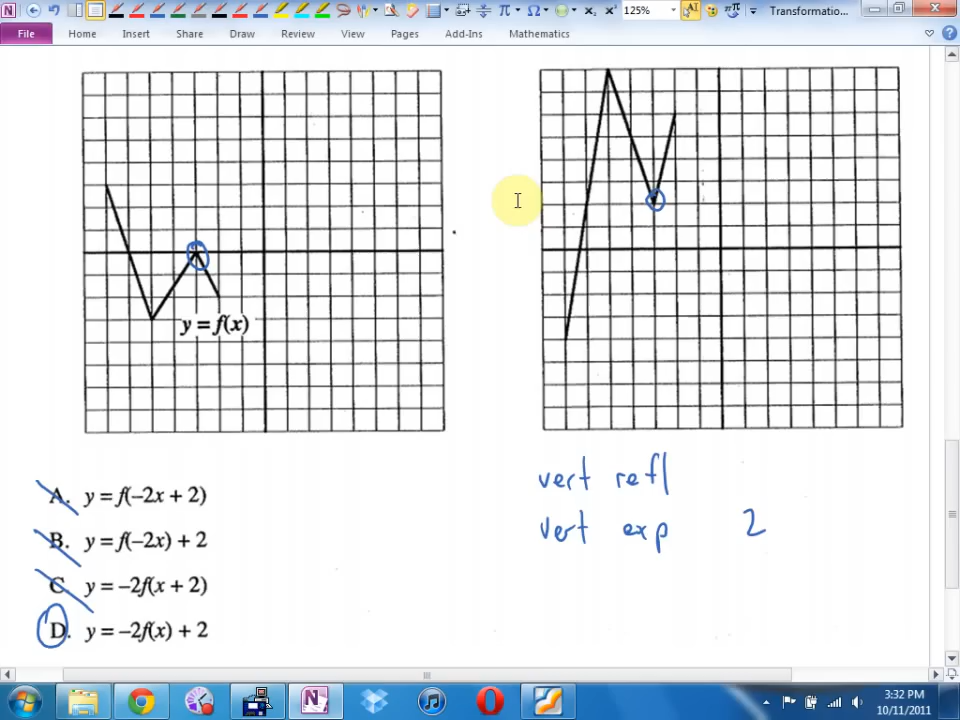 125%
Transformatio...
File Home Insert Share Draw Review View Pages Add-Ins Mathematics
y = f(x)
vert refl
vert exp 2
A. y = f(−2x + 2)
B. y = f(−2x) + 2
C. y = −2f(x + 2)
D. y = −2f(x) + 2
3:32 PM
10/11/2011